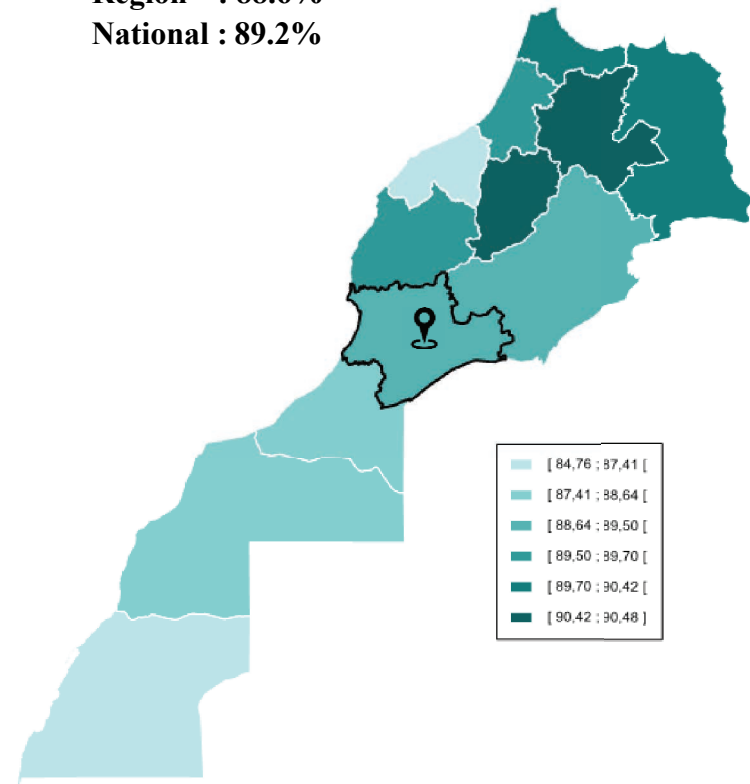 National : 89.2%
[ 84,76 ; 87,41 [
[ 87,41 ; 88,64 [
[ 88,64 ; 89,50 [
[ 89,50 ; 89,70 [
[ 89,70 ; 90,42 [
[ 90,42 ; 90,48 ]